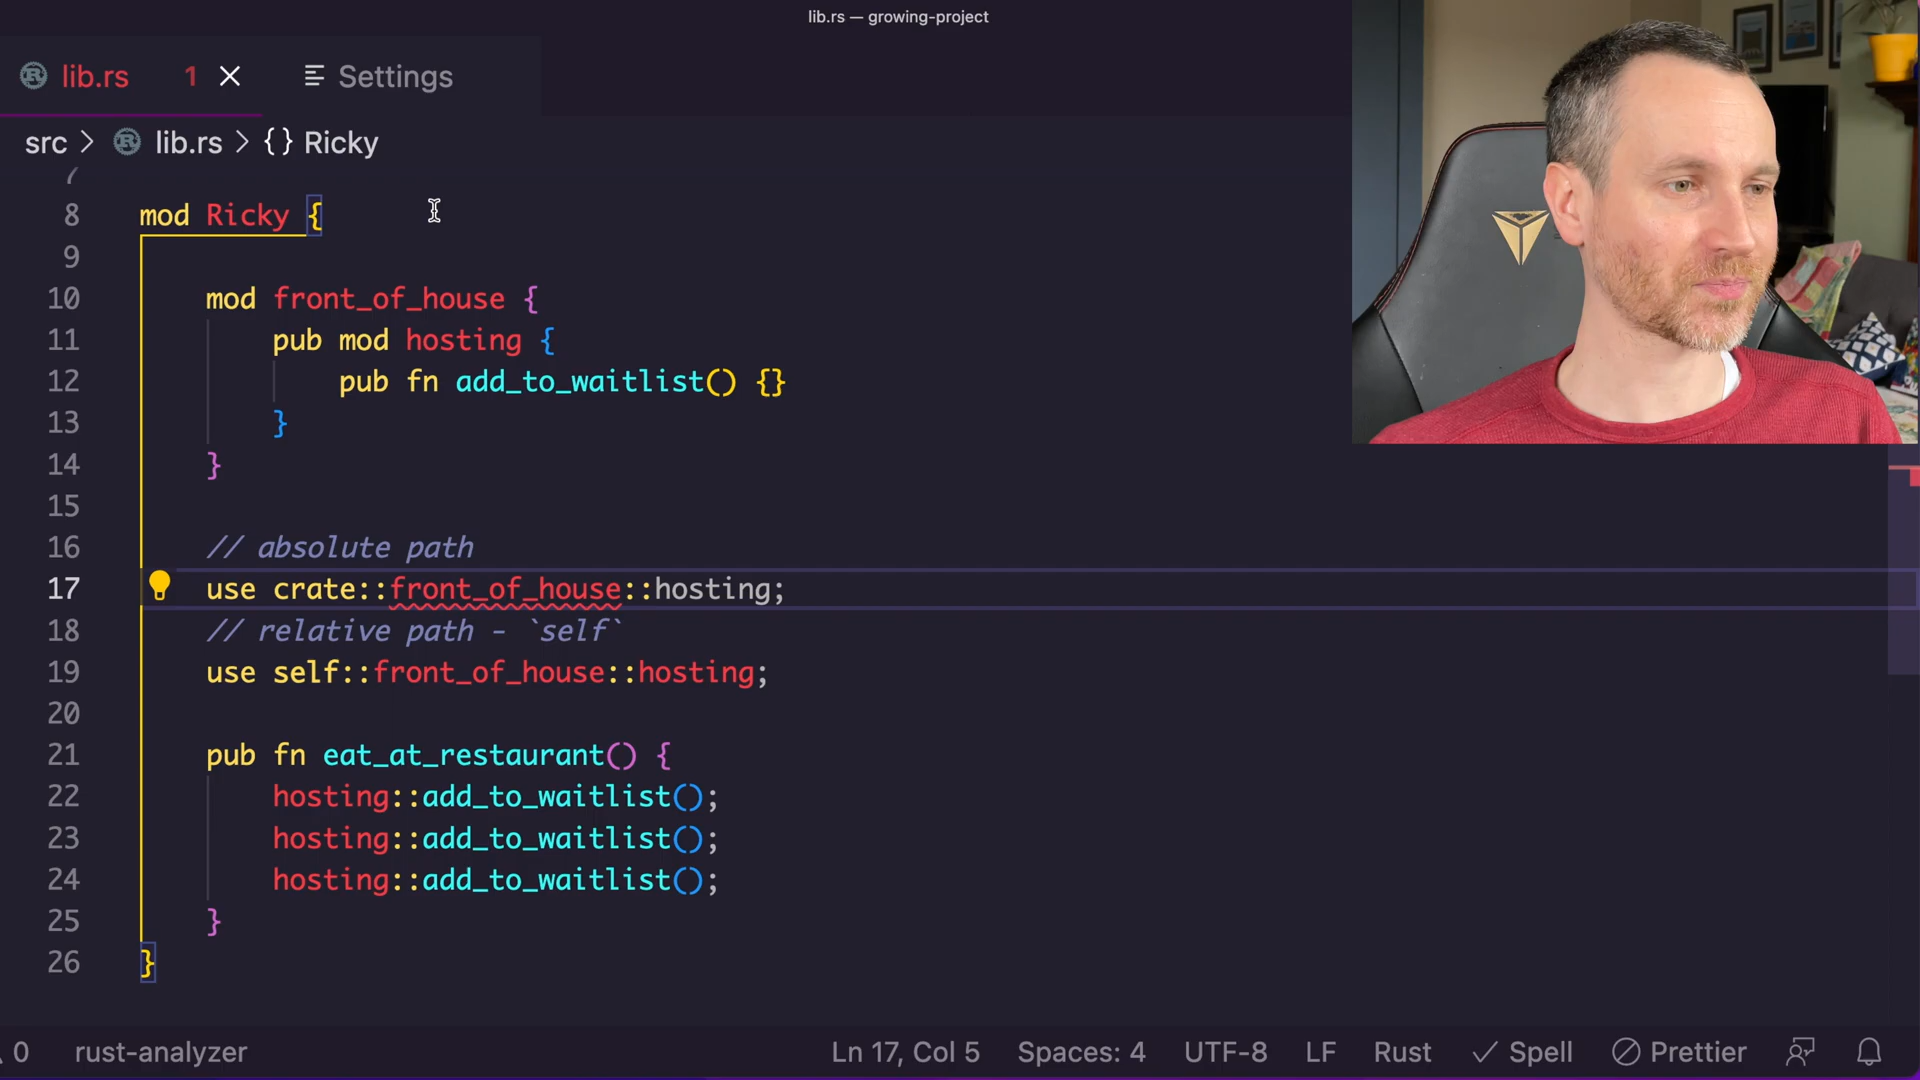 lib.rs — growing-project
lib.rs 1 Settings
src > lib.rs > {} Ricky
7
8 mod Ricky {
9
10 mod front_of_house {
11 pub mod hosting {
12 pub fn add_to_waitlist() {}
13 }
14 }
15
16 // absolute path
17 use crate::front_of_house::hosting;
18 // relative path - `self`
19 use self::front_of_house::hosting;
20
21 pub fn eat_at_restaurant() {
22 hosting::add_to_waitlist();
23 hosting::add_to_waitlist();
24 hosting::add_to_waitlist();
25 }
26 }
0 rust-analyzer Ln 17, Col 5 Spaces: 4 UTF-8 LF Rust ✓ Spell Prettier